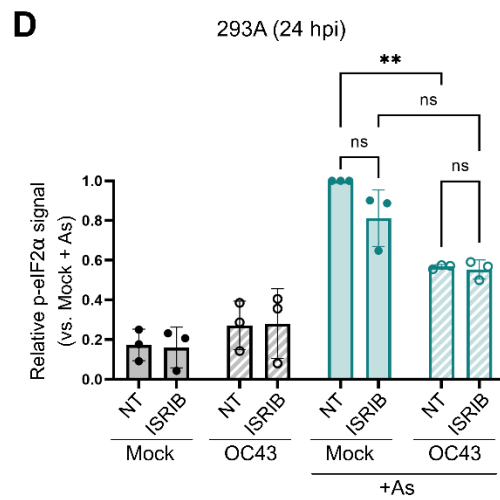 D
293A (24 hpi)
**
ns
ns
ns
Relative p-eIF2α signal
(vs. Mock + As)
1.0
0.8
0.6
0.4
0.2
0.0
NT ISRIB NT ISRIB NT ISRIB NT ISRIB
Mock OC43 Mock OC43
+As